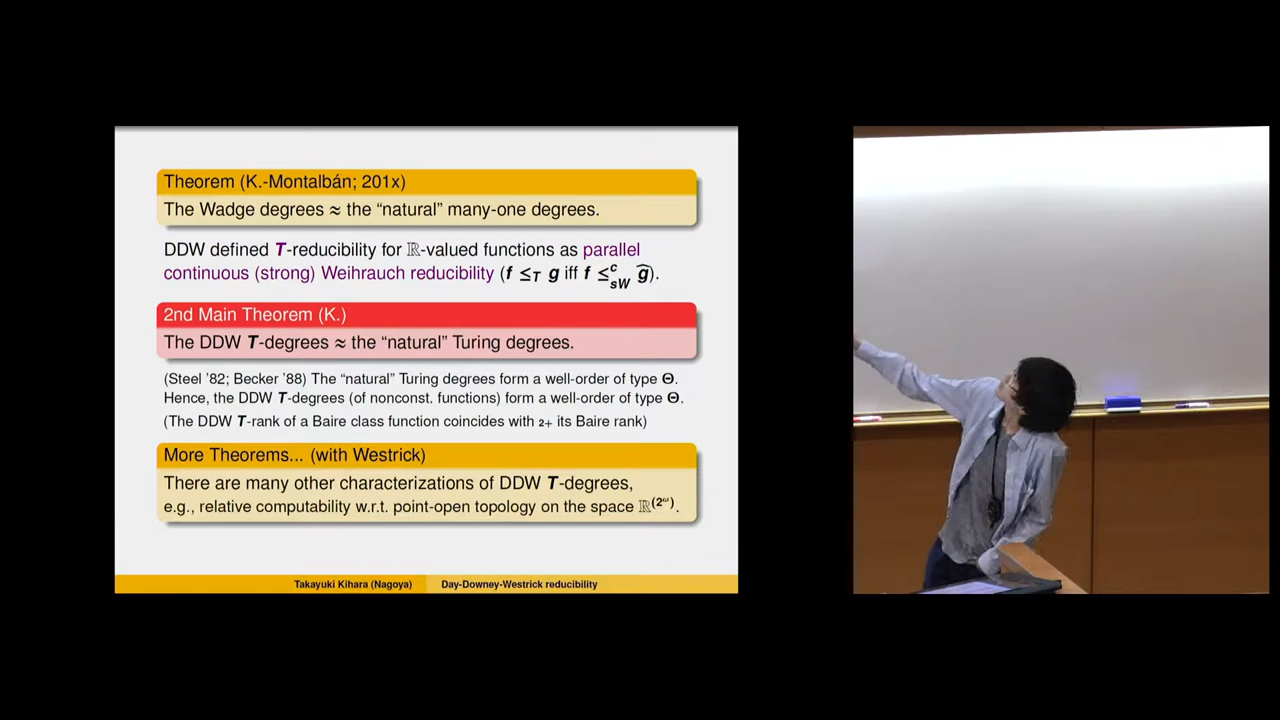 Theorem (K.-Montalbán; 201x)
The Wadge degrees ≈ the “natural” many-one degrees.
DDW defined T-reducibility for ℝ-valued functions as parallel
continuous (strong) Weihrauch reducibility (f ≤_T g iff f ≤^c_{sW} ĝ).
2nd Main Theorem (K.)
The DDW T-degrees ≈ the “natural” Turing degrees.
(Steel ’82; Becker ’88) The “natural” Turing degrees form a well-order of type Θ.
Hence, the DDW T-degrees (of nonconst. functions) form a well-order of type Θ.
(The DDW T-rank of a Baire class function coincides with 2+ its Baire rank)
More Theorems... (with Westrick)
There are many other characterizations of DDW T-degrees,
e.g., relative computability w.r.t. point-open topology on the space ℝ^(2^ω).
Takayuki Kihara (Nagoya) Day-Downey-Westrick reducibility